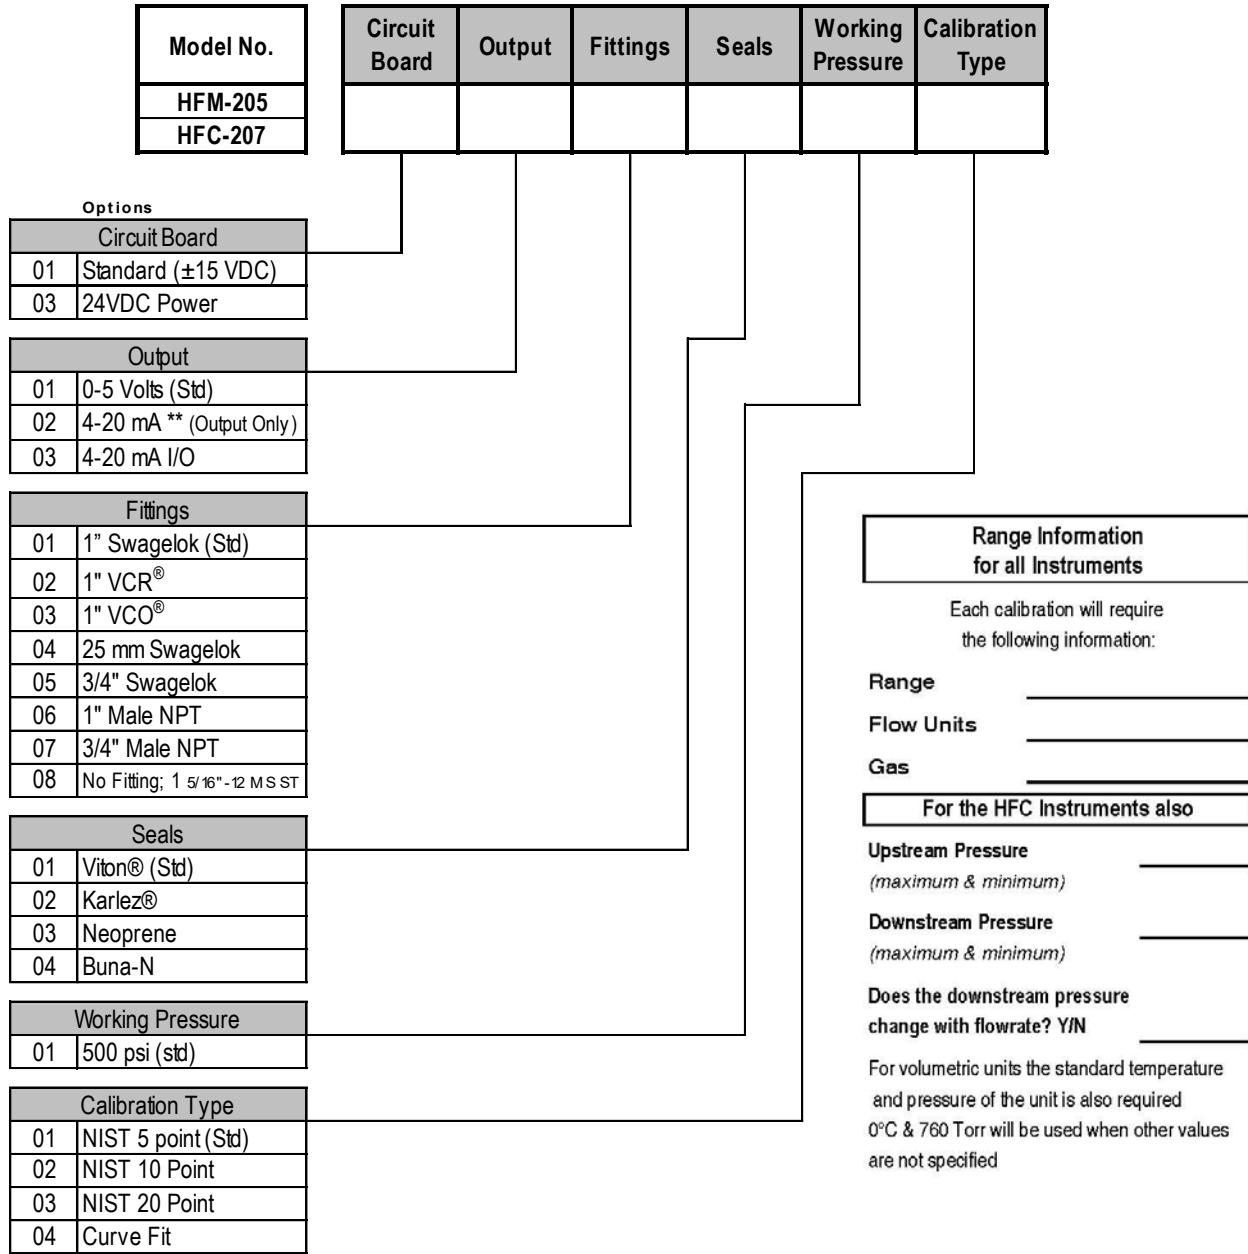 Model No.
HFM-205
HFC-207
Circuit Board
Output
Fittings
Seals
Working Pressure
Calibration Type
Options
Circuit Board
01 Standard (±15 VDC)
03 24VDC Power
Output
01 0-5 Volts (Std)
02 4-20 mA ** (Output Only)
03 4-20 mA I/O
Fittings
01 1” Swagelok (Std)
02 1" VCR®
03 1" VCO®
04 25 mm Swagelok
05 3/4" Swagelok
06 1" Male NPT
07 3/4" Male NPT
08 No Fitting; 1 5/16"-12 MS ST
Seals
01 Viton® (Std)
02 Karlez®
03 Neoprene
04 Buna-N
Working Pressure
01 500 psi (std)
Calibration Type
01 NIST 5 point (Std)
02 NIST 10 Point
03 NIST 20 Point
04 Curve Fit
Range Information
for all Instruments
Each calibration will require
the following information:
Range
Flow Units
Gas
For the HFC Instruments also
Upstream Pressure
(maximum & minimum)
Downstream Pressure
(maximum & minimum)
Does the downstream pressure
change with flowrate? Y/N
For volumetric units the standard temperature
and pressure of the unit is also required
0°C & 760 Torr will be used when other values
are not specified